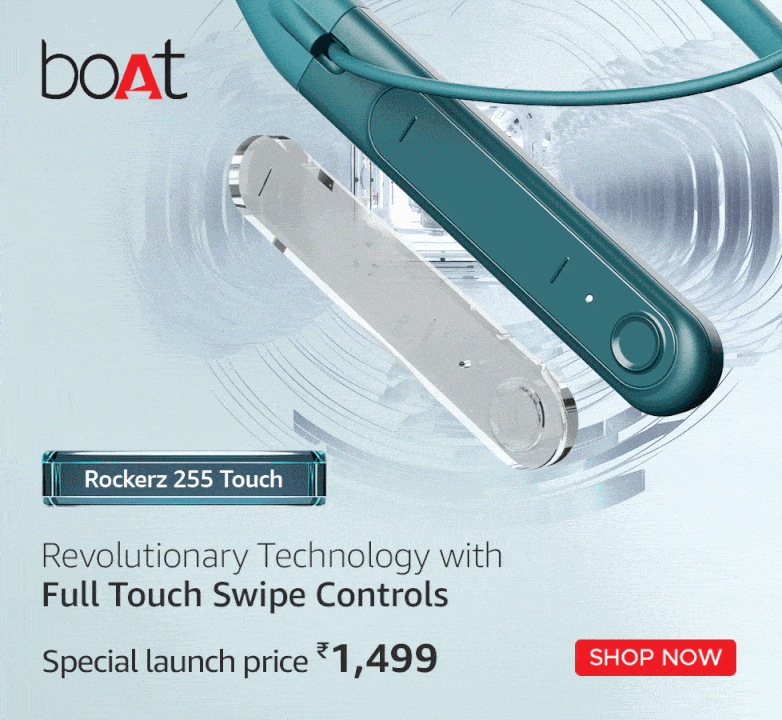 boAt
Rockerz 255 Touch
Revolutionary Technology with
Full Touch Swipe Controls
Special launch price ₹1,499
SHOP NOW